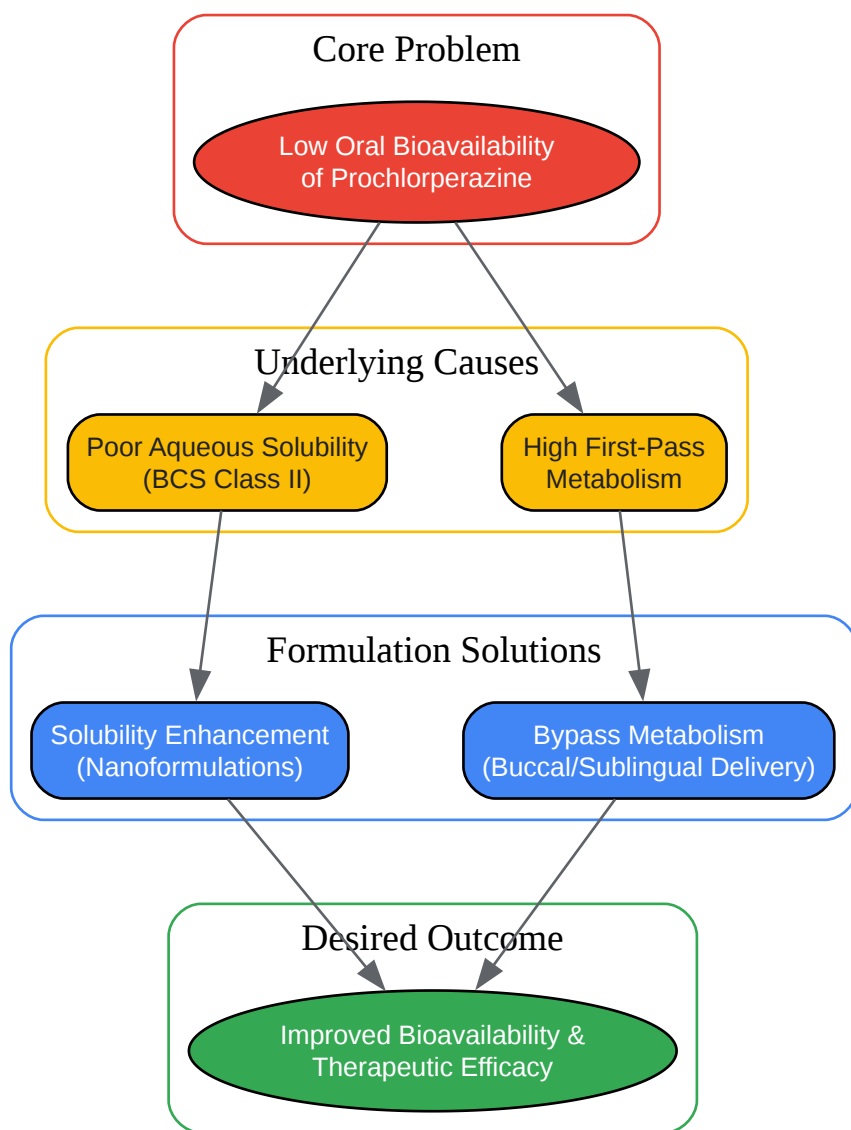 Core Problem
Low Oral Bioavailability
of Prochlorperazine
Underlying Causes
Poor Aqueous Solubility
(BCS Class II)
High First-Pass
Metabolism
Formulation Solutions
Solubility Enhancement
(Nanoformulations)
Bypass Metabolism
(Buccal/Sublingual Delivery)
Desired Outcome
Improved Bioavailability &
Therapeutic Efficacy